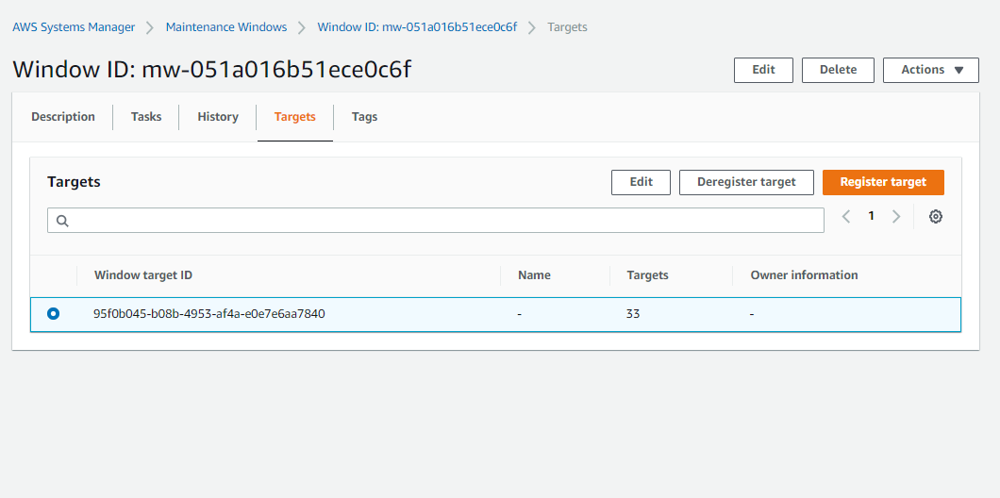 AWS Systems Manager > Maintenance Windows > Window ID: mw-051a016b51ece0c6f > Targets
Window ID: mw-051a016b51ece0c6f
Edit Delete Actions
Description Tasks History Targets Tags
Targets
Edit Deregister target Register target
1
Window target ID Name Targets Owner information
95f0b045-b08b-4953-af4a-e0e7e6aa7840 - 33 -